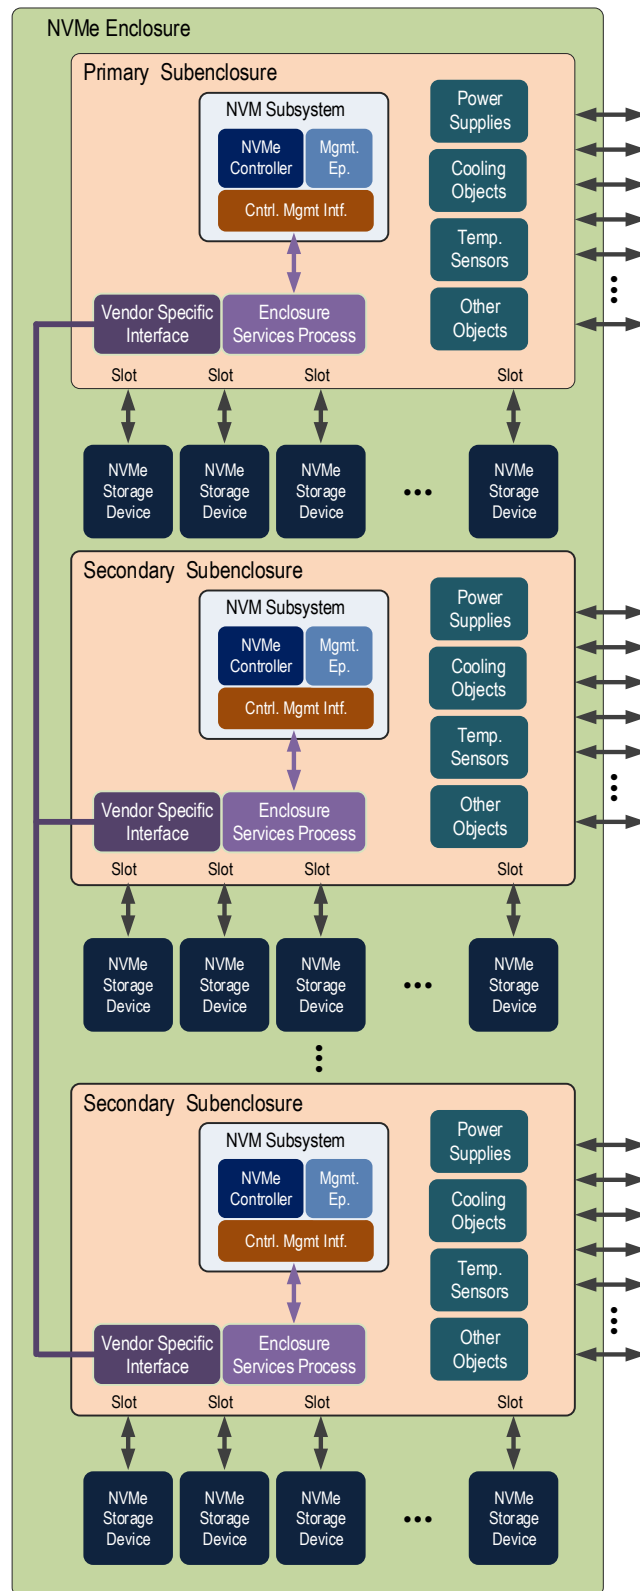 NVMe Enclosure
Primary Subenclosure
NVM Subsystem
NVMe
Controller
Mgmt.
Ep.
Cntrl. Mgmt Intf.
Power
Supplies
Cooling
Objects
Temp.
Sensors
Other
Objects
Vendor Specific
Interface
Enclosure
Services Process
Slot
Slot
Slot
Slot
NVMe
Storage
Device
NVMe
Storage
Device
NVMe
Storage
Device
•••
NVMe
Storage
Device
Secondary Subenclosure
NVM Subsystem
NVMe
Controller
Mgmt.
Ep.
Cntrl. Mgmt Intf.
Power
Supplies
Cooling
Objects
Temp.
Sensors
Other
Objects
Vendor Specific
Interface
Enclosure
Services Process
Slot
Slot
Slot
Slot
NVMe
Storage
Device
NVMe
Storage
Device
NVMe
Storage
Device
•••
NVMe
Storage
Device
Secondary Subenclosure
NVM Subsystem
NVMe
Controller
Mgmt.
Ep.
Cntrl. Mgmt Intf.
Power
Supplies
Cooling
Objects
Temp.
Sensors
Other
Objects
Vendor Specific
Interface
Enclosure
Services Process
Slot
Slot
Slot
Slot
NVMe
Storage
Device
NVMe
Storage
Device
NVMe
Storage
Device
•••
NVMe
Storage
Device